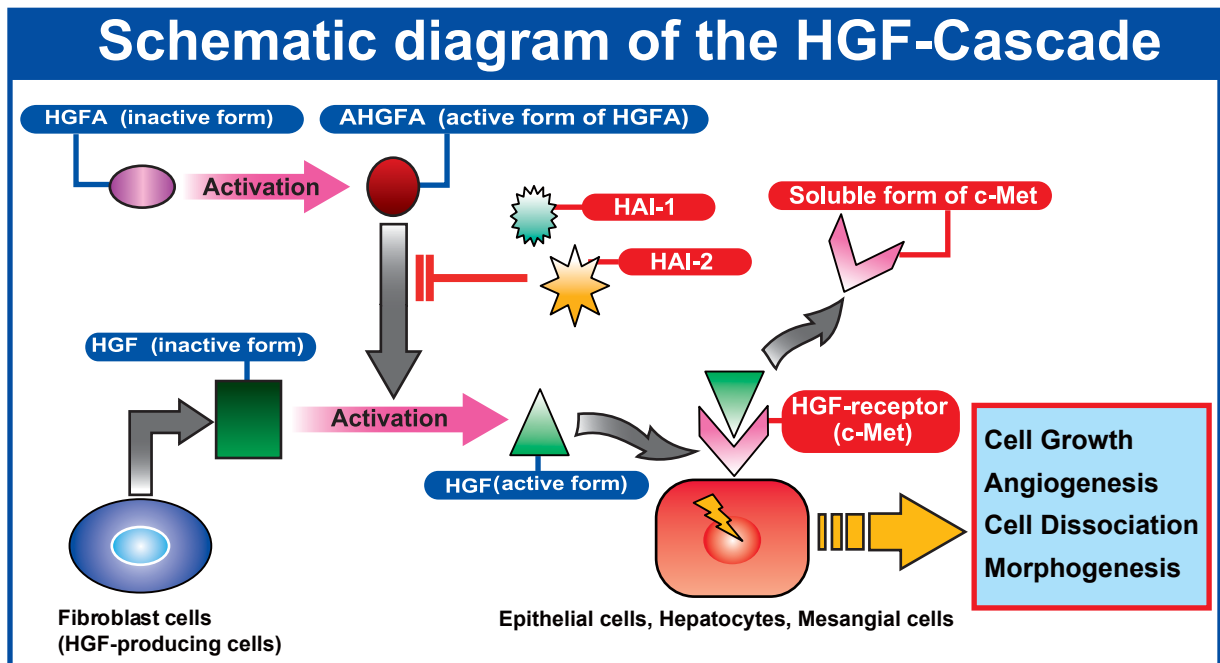 Schematic diagram of the HGF-Cascade
HGFA (inactive form)
AHGFA (active form of HGFA)
Activation
HAI-1
HAI-2
Soluble form of c-Met
HGF (inactive form)
Activation
HGF(active form)
HGF-receptor
(c-Met)
Cell Growth
Angiogenesis
Cell Dissociation
Morphogenesis
Fibroblast cells
(HGF-producing cells)
Epithelial cells, Hepatocytes, Mesangial cells